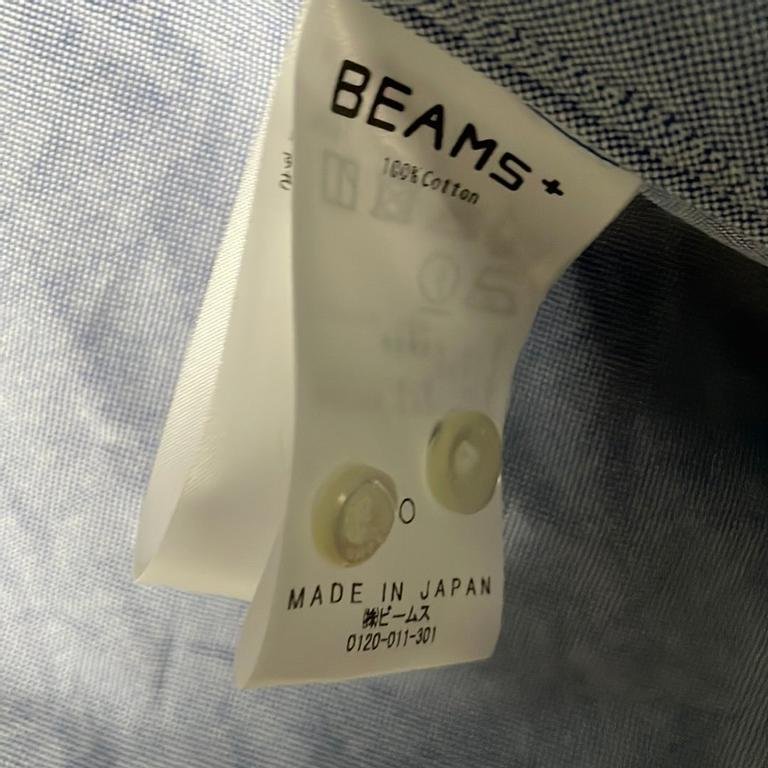 BEAMS+
100%Cotton
MADE IN JAPAN
㈱ビームス
0120-011-301